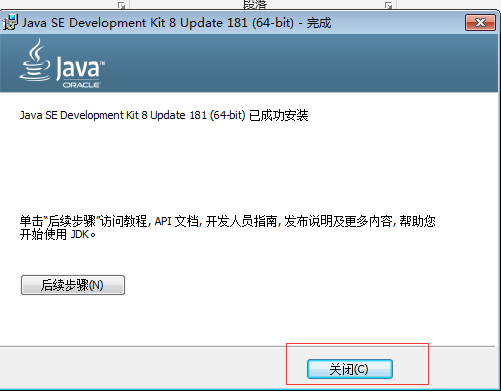 段落
Java SE Development Kit 8 Update 181 (64-bit) - 完成
Java™
ORACLE
Java SE Development Kit 8 Update 181 (64-bit) 已成功安装
单击“后续步骤”访问教程, API 文档, 开发人员指南, 发布说明及更多内容, 帮助您
开始使用 JDK。
后续步骤(N)
关闭(C)